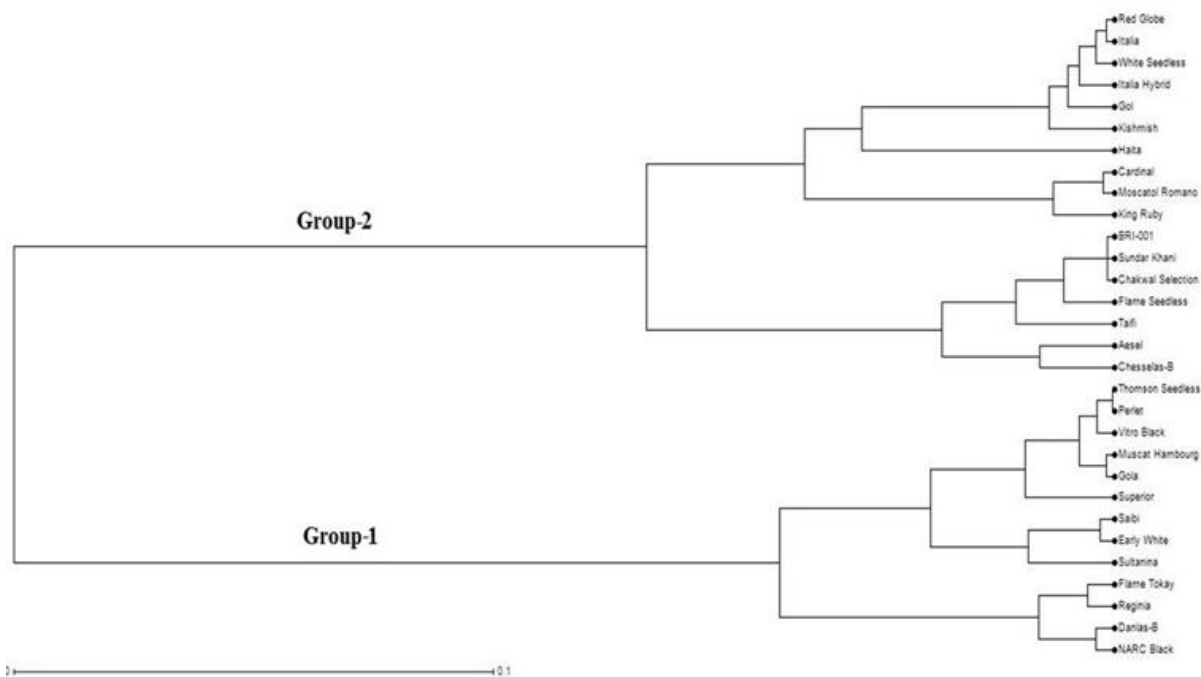 Red Globe
Italia
White Seedless
Italia Hybrid
Gol
Kishmish
Haita
Cardinal
Moscatol Romano
King Ruby
Group-2
BRI-001
Sundar Khani
Chakwal Selection
Flame Seedless
Taifi
Aesel
Chesselas-B
Thomson Seedless
Perlet
Vitro Black
Muscat Hambourg
Gola
Superior
Saibi
Group-1
Early White
Sultanina
Flame Tokay
Reginia
Danlas-B
NARC Black
0 0.1